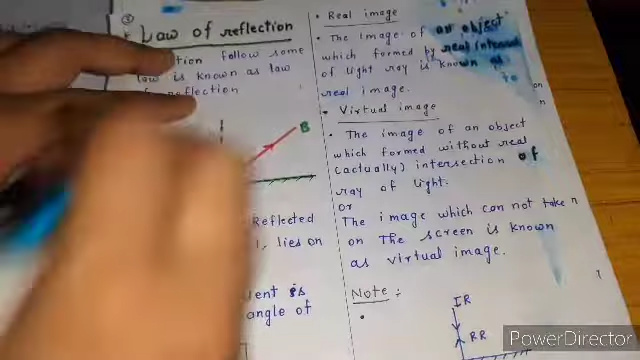 Law of reflection
tion follow some
law is known as law
reflection
B
Reflected
lies on
ent is
angle of
• Real image
• The image of an object
which formed by real
of light ray is known as
real image.
• Virtual image
• The image of an object
which formed without real
(actually) intersection of
ray of light.
or
The image which can not take n
on The screen is known
as virtual image.
Note :
IR
RR
PowerDirector